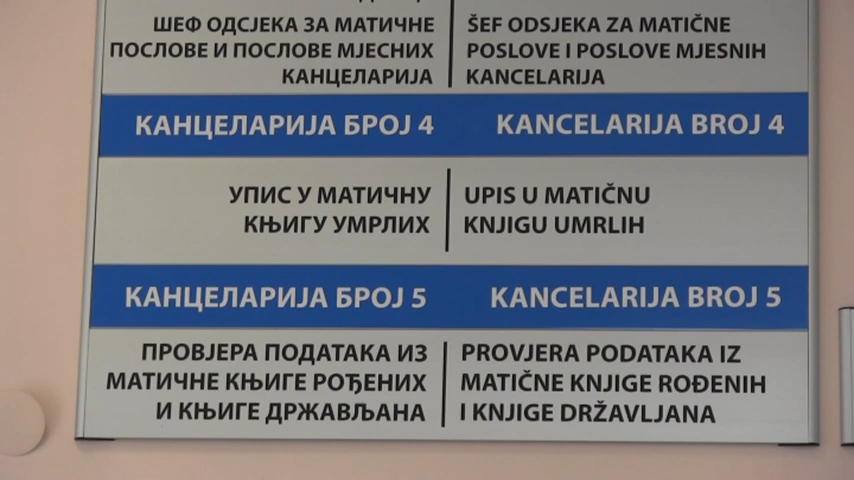 ШЕФ ОДСЈЕКА ЗА МАТИЧНЕ
ПОСЛОВЕ И ПОСЛОВЕ МЈЕСНИХ
КАНЦЕЛАРИЈА
ŠEF ODSJEKA ZA MATIČNE
POSLOVE I POSLOVE MJESNIH
KANCELARIJA
КАНЦЕЛАРИЈА БРОЈ 4
KANCELARIJA BROJ 4
УПИС У МАТИЧНУ
КЊИГУ УМРЛИХ
UPIS U MATIČNU
KNJIGU UMRLIH
КАНЦЕЛАРИЈА БРОЈ 5
KANCELARIJA BROJ 5
ПРОВЈЕРА ПОДАТАКА ИЗ
МАТИЧНЕ КЊИГЕ РОЂЕНИХ
И КЊИГЕ ДРЖАВЉАНА
PROVJERA PODATAKA IZ
MATIČNE KNJIGE ROĐENIH
I KNJIGE DRŽAVLJANA